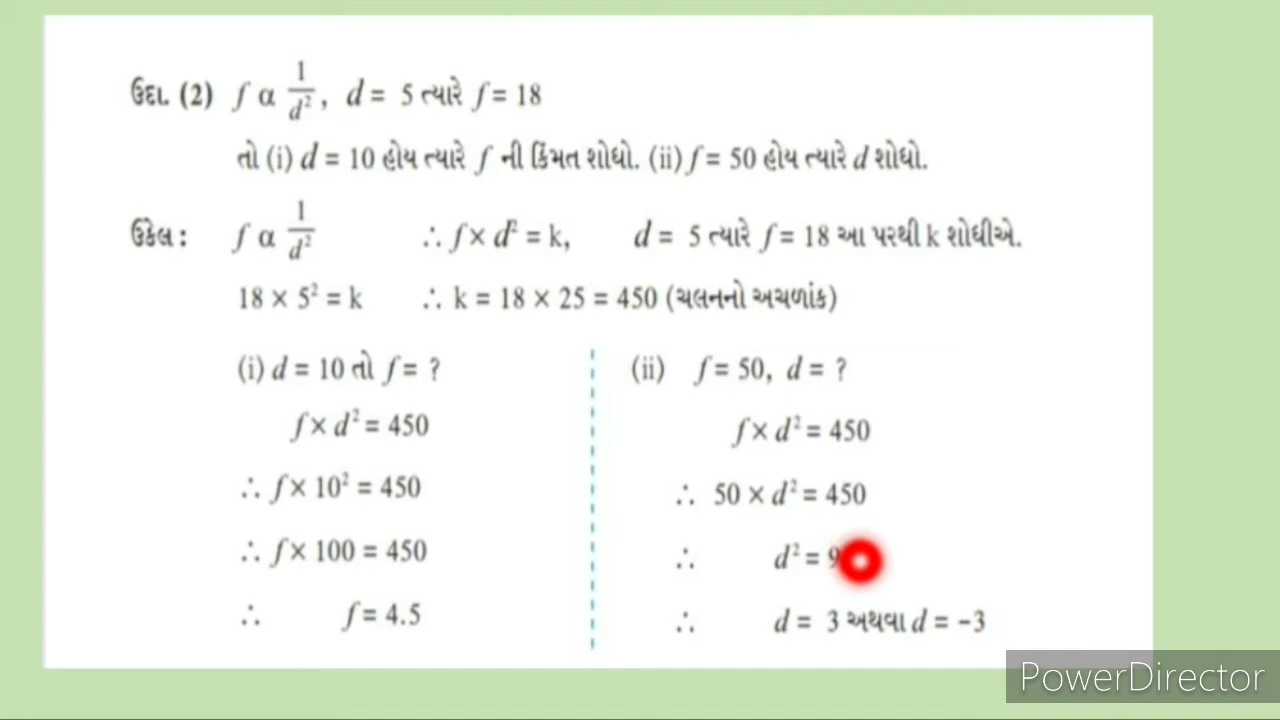 ઉદા. (2) f α 1/d², d = 5 ત્યારે f = 18
તો (i) d = 10 હોય ત્યારે f ની કિંમત શોધો. (ii) f = 50 હોય ત્યારે d શોધો.
ઉકેલ : f α 1/d² ∴ f × d² = k, d = 5 ત્યારે f = 18 આ પરથી k શોધીએ.
18 × 5² = k ∴ k = 18 × 25 = 450 (ચલનનો અચળાંક)
(i) d = 10 તો f = ?
f × d² = 450
∴ f × 10² = 450
∴ f × 100 = 450
∴ f = 4.5
(ii) f = 50, d = ?
f × d² = 450
∴ 50 × d² = 450
∴ d² = 9
∴ d = 3 અથવા d = -3
PowerDirector